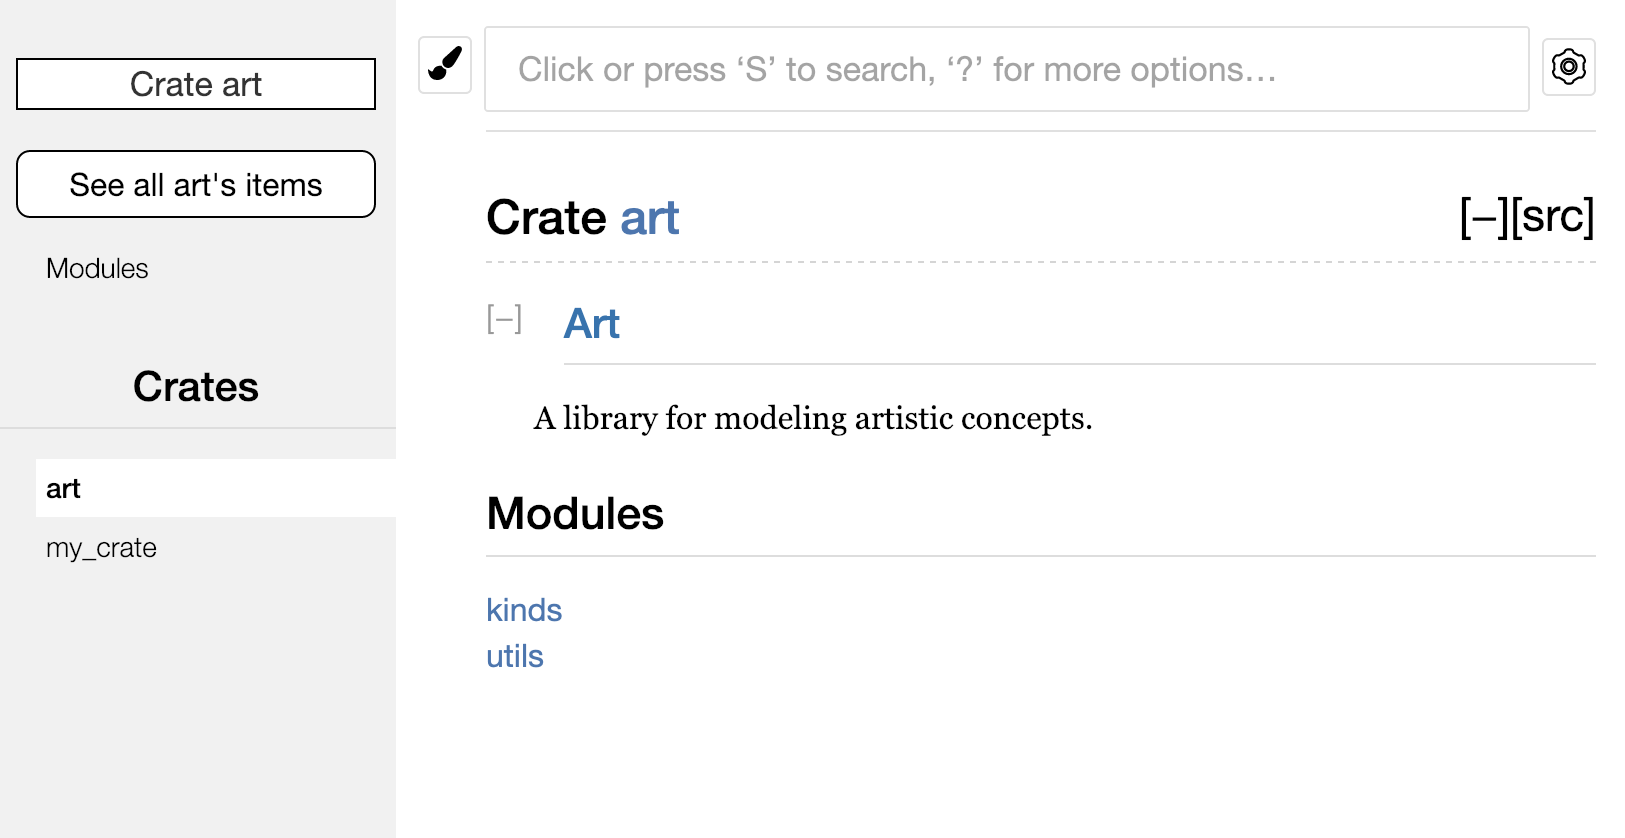 Crate art
See all art's items
Modules
Crates
art
my_crate
Click or press ‘S’ to search, ‘?’ for more options…
Crate art
[−][src]
[−] Art
A library for modeling artistic concepts.
Modules
kinds
utils